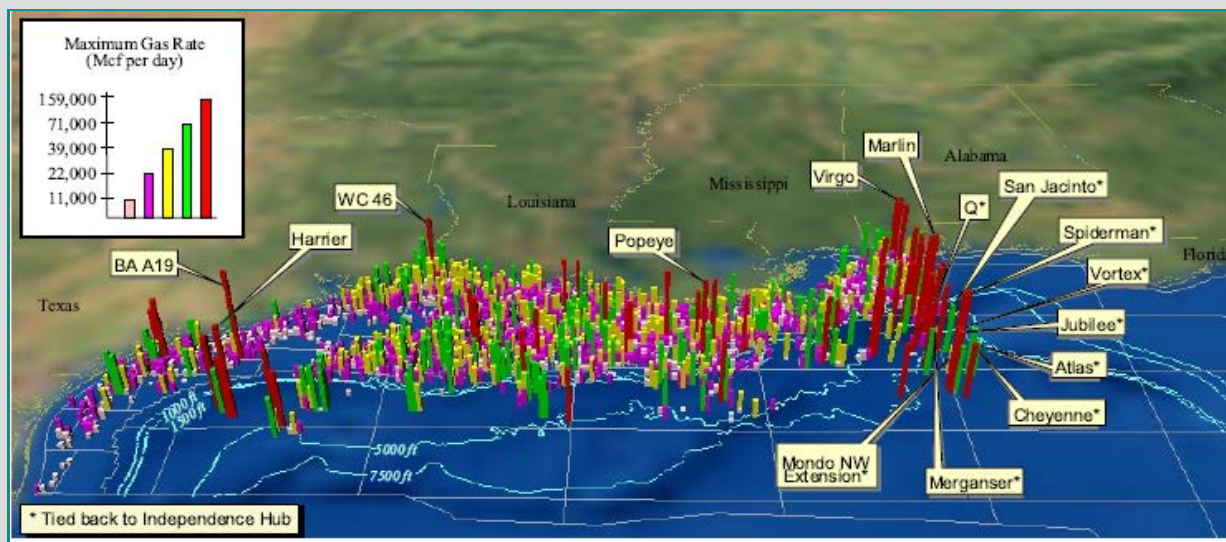 Maximum Gas Rate
(Mcf per day)
159,000
71,000
39,000
22,000
11,000
Marlin
Alabama
Virgo
Mississippi
San Jacinto*
WC 46
Louisiana
Q*
Harrier
Popeye
Spiderman*
BA A19
Florid
Vortex*
Texas
Jubilee*
Atlas*
Cheyenne*
1000 ft
1500 ft
5000 ft
7500 ft
Mondo NW
Extension*
Merganser*
* Tied back to Independence Hub